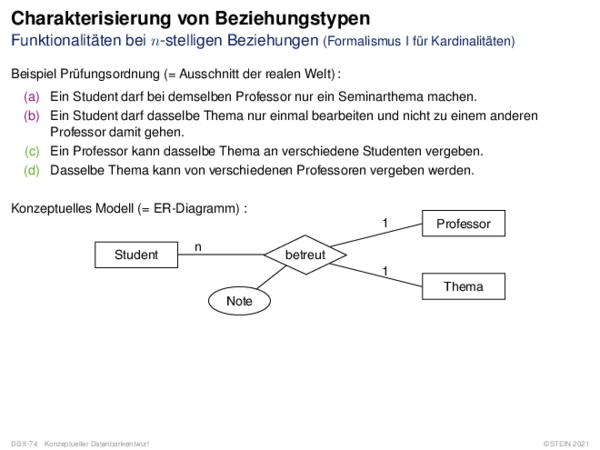 Charakterisierung von Beziehungstypen
Funktionalitäten bei n-stelligen Beziehungen (Formalismus I für Kardinalitäten)
Beispiel Prüfungsordnung (= Ausschnitt der realen Welt) :
(a) Ein Student darf bei demselben Professor nur ein Seminarthema machen.
(b) Ein Student darf dasselbe Thema nur einmal bearbeiten und nicht zu einem anderen
Professor damit gehen.
(c) Ein Professor kann dasselbe Thema an verschiedene Studenten vergeben.
(d) Dasselbe Thema kann von verschiedenen Professoren vergeben werden.
Konzeptuelles Modell (= ER-Diagramm) :
1
Professor
n
Student
betreut
1
Thema
Note
DB:II-74 Konzeptueller Datenbankentwurf
©STEIN 2021